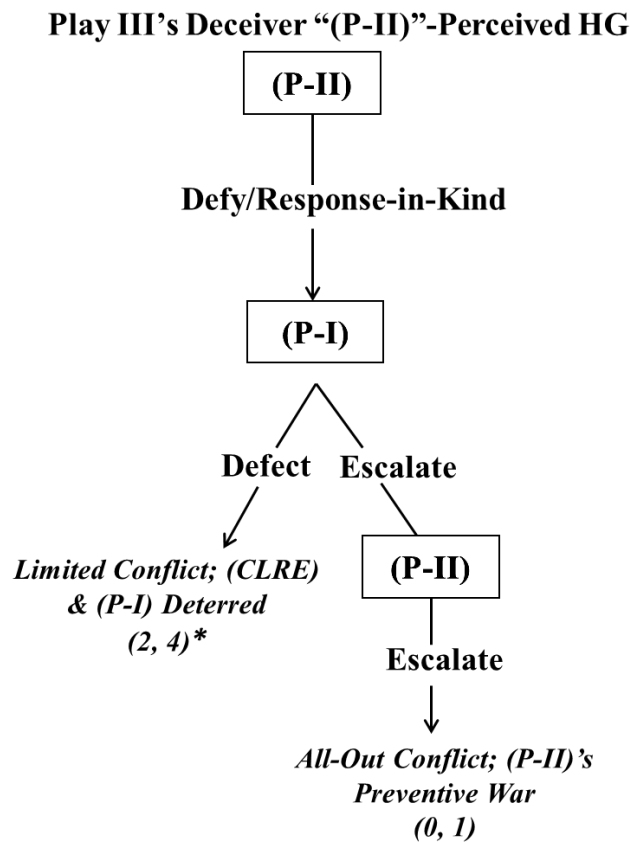 Play III’s Deceiver “(P-II)”-Perceived HG
(P-II)
Defy/Response-in-Kind
(P-I)
Defect
Escalate
Limited Conflict; (CLRE)
& (P-I) Deterred
(2, 4)*
(P-II)
Escalate
All-Out Conflict; (P-II)’s
Preventive War
(0, 1)